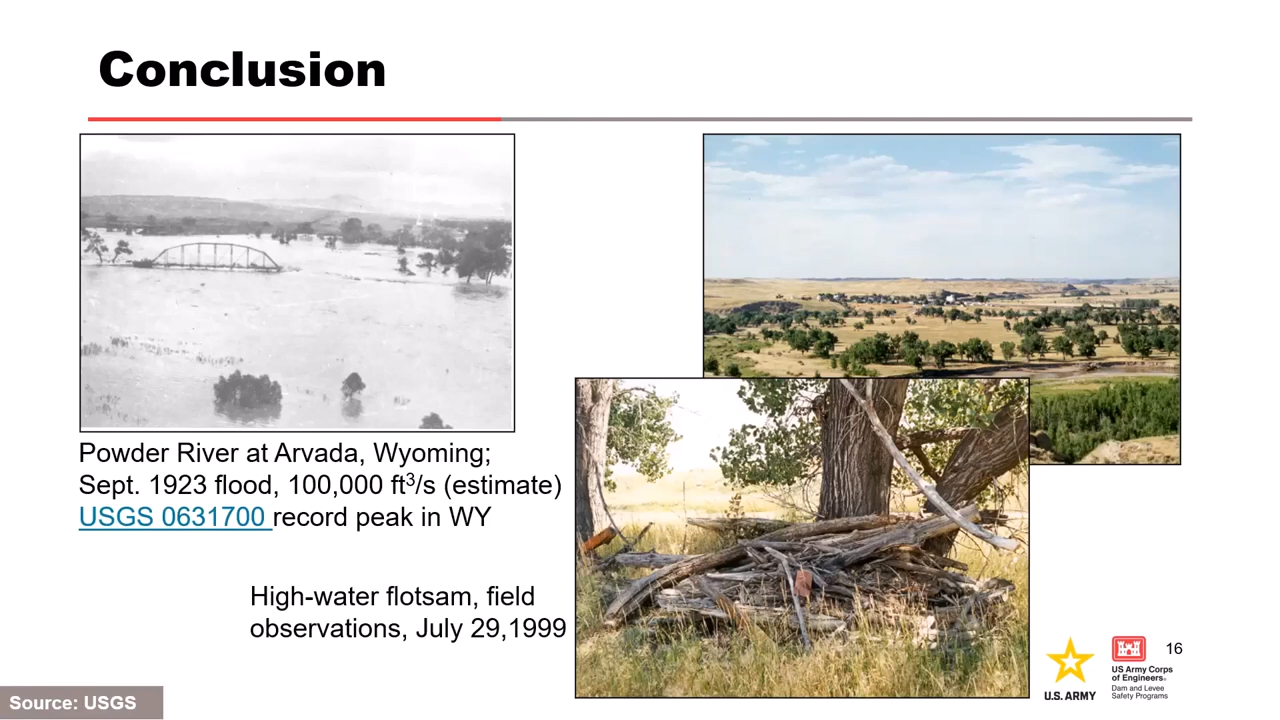 Conclusion
Powder River at Arvada, Wyoming;
Sept. 1923 flood, 100,000 ft³/s (estimate)
USGS 0631700 record peak in WY
High-water flotsam, field
observations, July 29,1999
16
U.S. ARMY
US Army Corps
of Engineers®
Dam and Levee
Safety Programs
Source: USGS